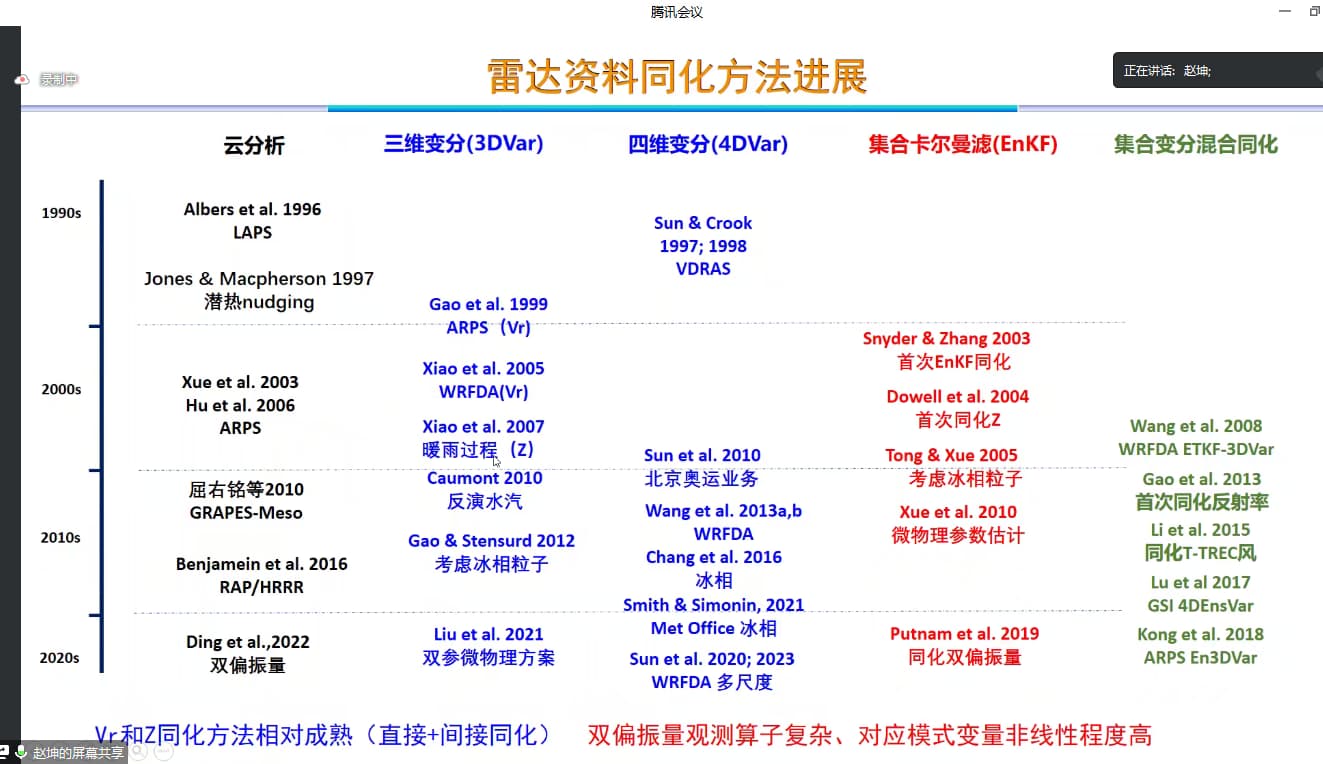 腾讯会议
录制中
雷达资料同化方法进展
正在讲话: 赵坤;
云分析
三维变分(3DVar)
四维变分(4DVar)
集合卡尔曼滤(EnKF)
集合变分混合同化
1990s
Albers et al. 1996
LAPS
Jones & Macpherson 1997
潜热nudging
Gao et al. 1999
ARPS（Vr)
Sun & Crook
1997; 1998
VDRAS
2000s
Xue et al. 2003
Hu et al. 2006
ARPS
Xiao et al. 2005
WRFDA(Vr)
Xiao et al. 2007
暖雨过程（Z)
Snyder & Zhang 2003
首次EnKF同化
Dowell et al. 2004
首次同化Z
Tong & Xue 2005
考虑冰相粒子
Wang et al. 2008
WRFDA ETKF-3DVar
2010s
屈右铭等2010
GRAPES-Meso
Benjamein et al. 2016
RAP/HRRR
Caumont 2010
反演水汽
Gao & Stensurd 2012
考虑冰相粒子
Sun et al. 2010
北京奥运业务
Wang et al. 2013a,b
WRFDA
Chang et al. 2016
冰相
Xue et al. 2010
微物理参数估计
Gao et al. 2013
首次同化反射率
Li et al. 2015
同化T-TREC风
Lu et al 2017
GSI 4DEnsVar
2020s
Ding et al.,2022
双偏振量
Liu et al. 2021
双参微物理方案
Smith & Simonin, 2021
Met Office 冰相
Sun et al. 2020; 2023
WRFDA 多尺度
Putnam et al. 2019
同化双偏振量
Kong et al. 2018
ARPS En3DVar
Vr和Z同化方法相对成熟（直接+间接同化）
双偏振量观测算子复杂、对应模式变量非线性程度高
赵坤的屏幕共享